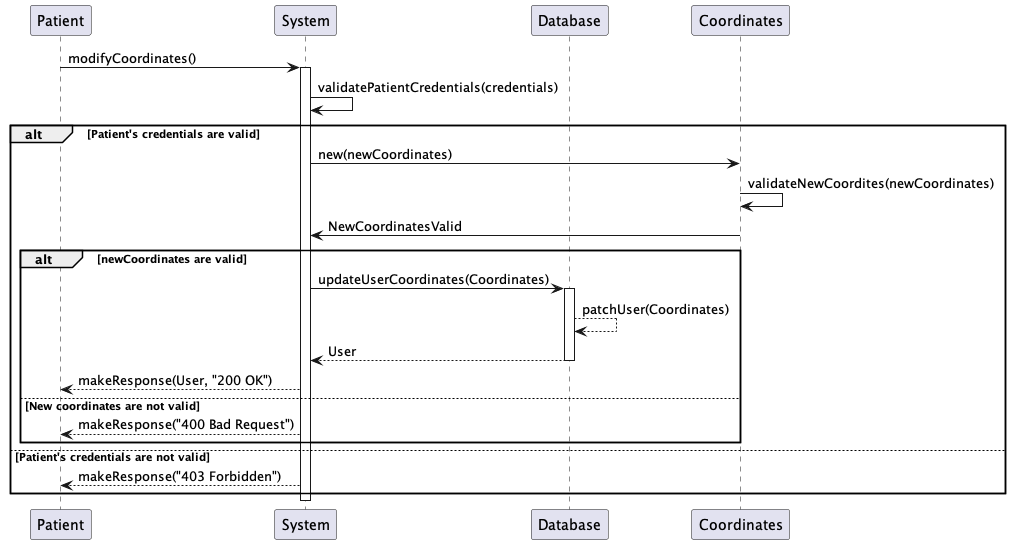 Patient
System
Database
Coordinates
modifyCoordinates()
validatePatientCredentials(credentials)
alt
[Patient's credentials are valid]
new(newCoordinates)
validateNewCoordites(newCoordinates)
NewCoordinatesValid
alt
[newCoordinates are valid]
updateUserCoordinates(Coordinates)
patchUser(Coordinates)
User
makeResponse(User, "200 OK")
[New coordinates are not valid]
makeResponse("400 Bad Request")
[Patient's credentials are not valid]
makeResponse("403 Forbidden")
Patient
System
Database
Coordinates